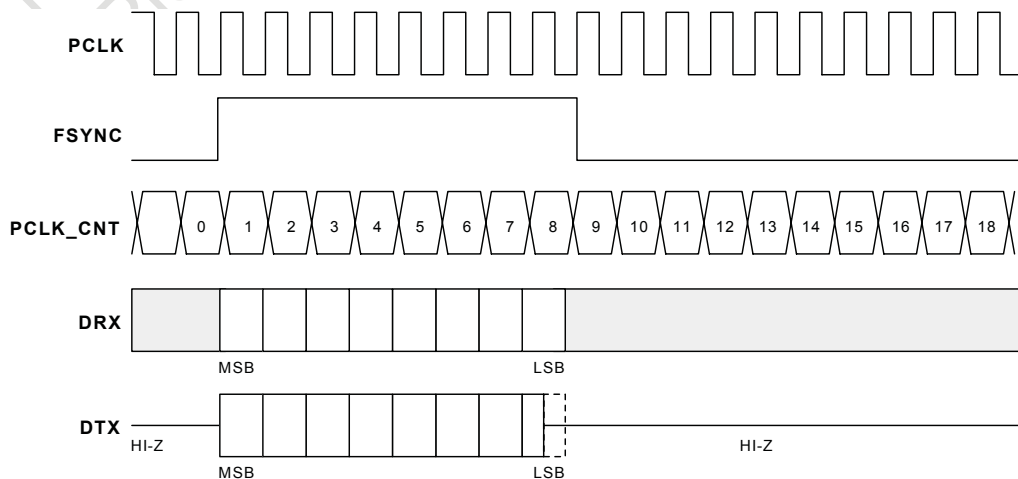 PCLK
FSYNC
PCLK_CNT 0 1 2 3 4 5 6 7 8 9 10 11 12 13 14 15 16 17 18
DRX
MSB LSB
DTX
HI-Z HI-Z
MSB LSB